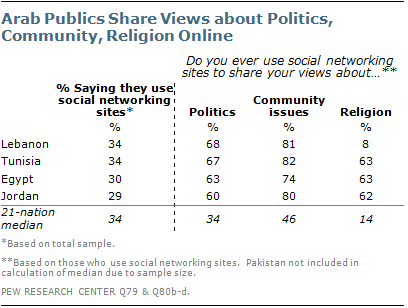 Arab Publics Share Views about Politics,
Community, Religion Online
Do you ever use social networking
sites to share your views about...**
% Saying they use
social networking
sites*
Politics
Community
issues
Religion
% % % %
Lebanon 34 68 81 8
Tunisia 34 67 82 63
Egypt 30 63 74 63
Jordan 29 60 80 62
21-nation
median 34 34 46 14
*Based on total sample.
**Based on those who use social networking sites. Pakistan not included in
calculation of median due to sample size.
PEW RESEARCH CENTER Q79 & Q80b-d.